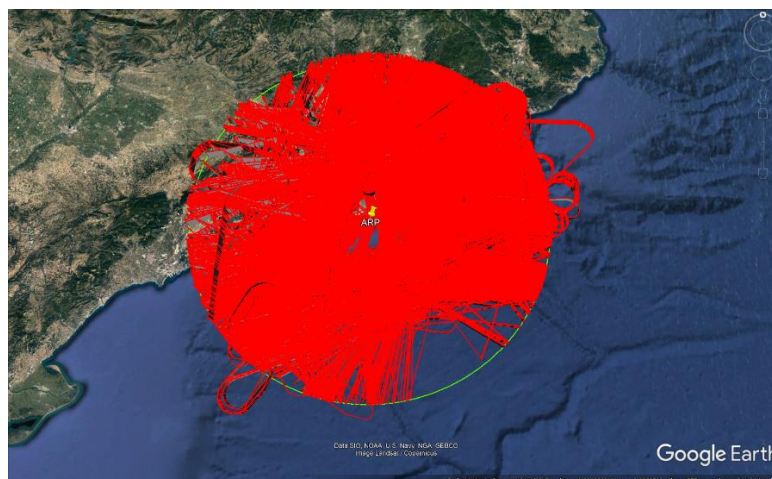 ARP
Data SIO, NOAA, U.S. Navy, NGA, GEBCO
Image Landsat / Copernicus
Google Earth